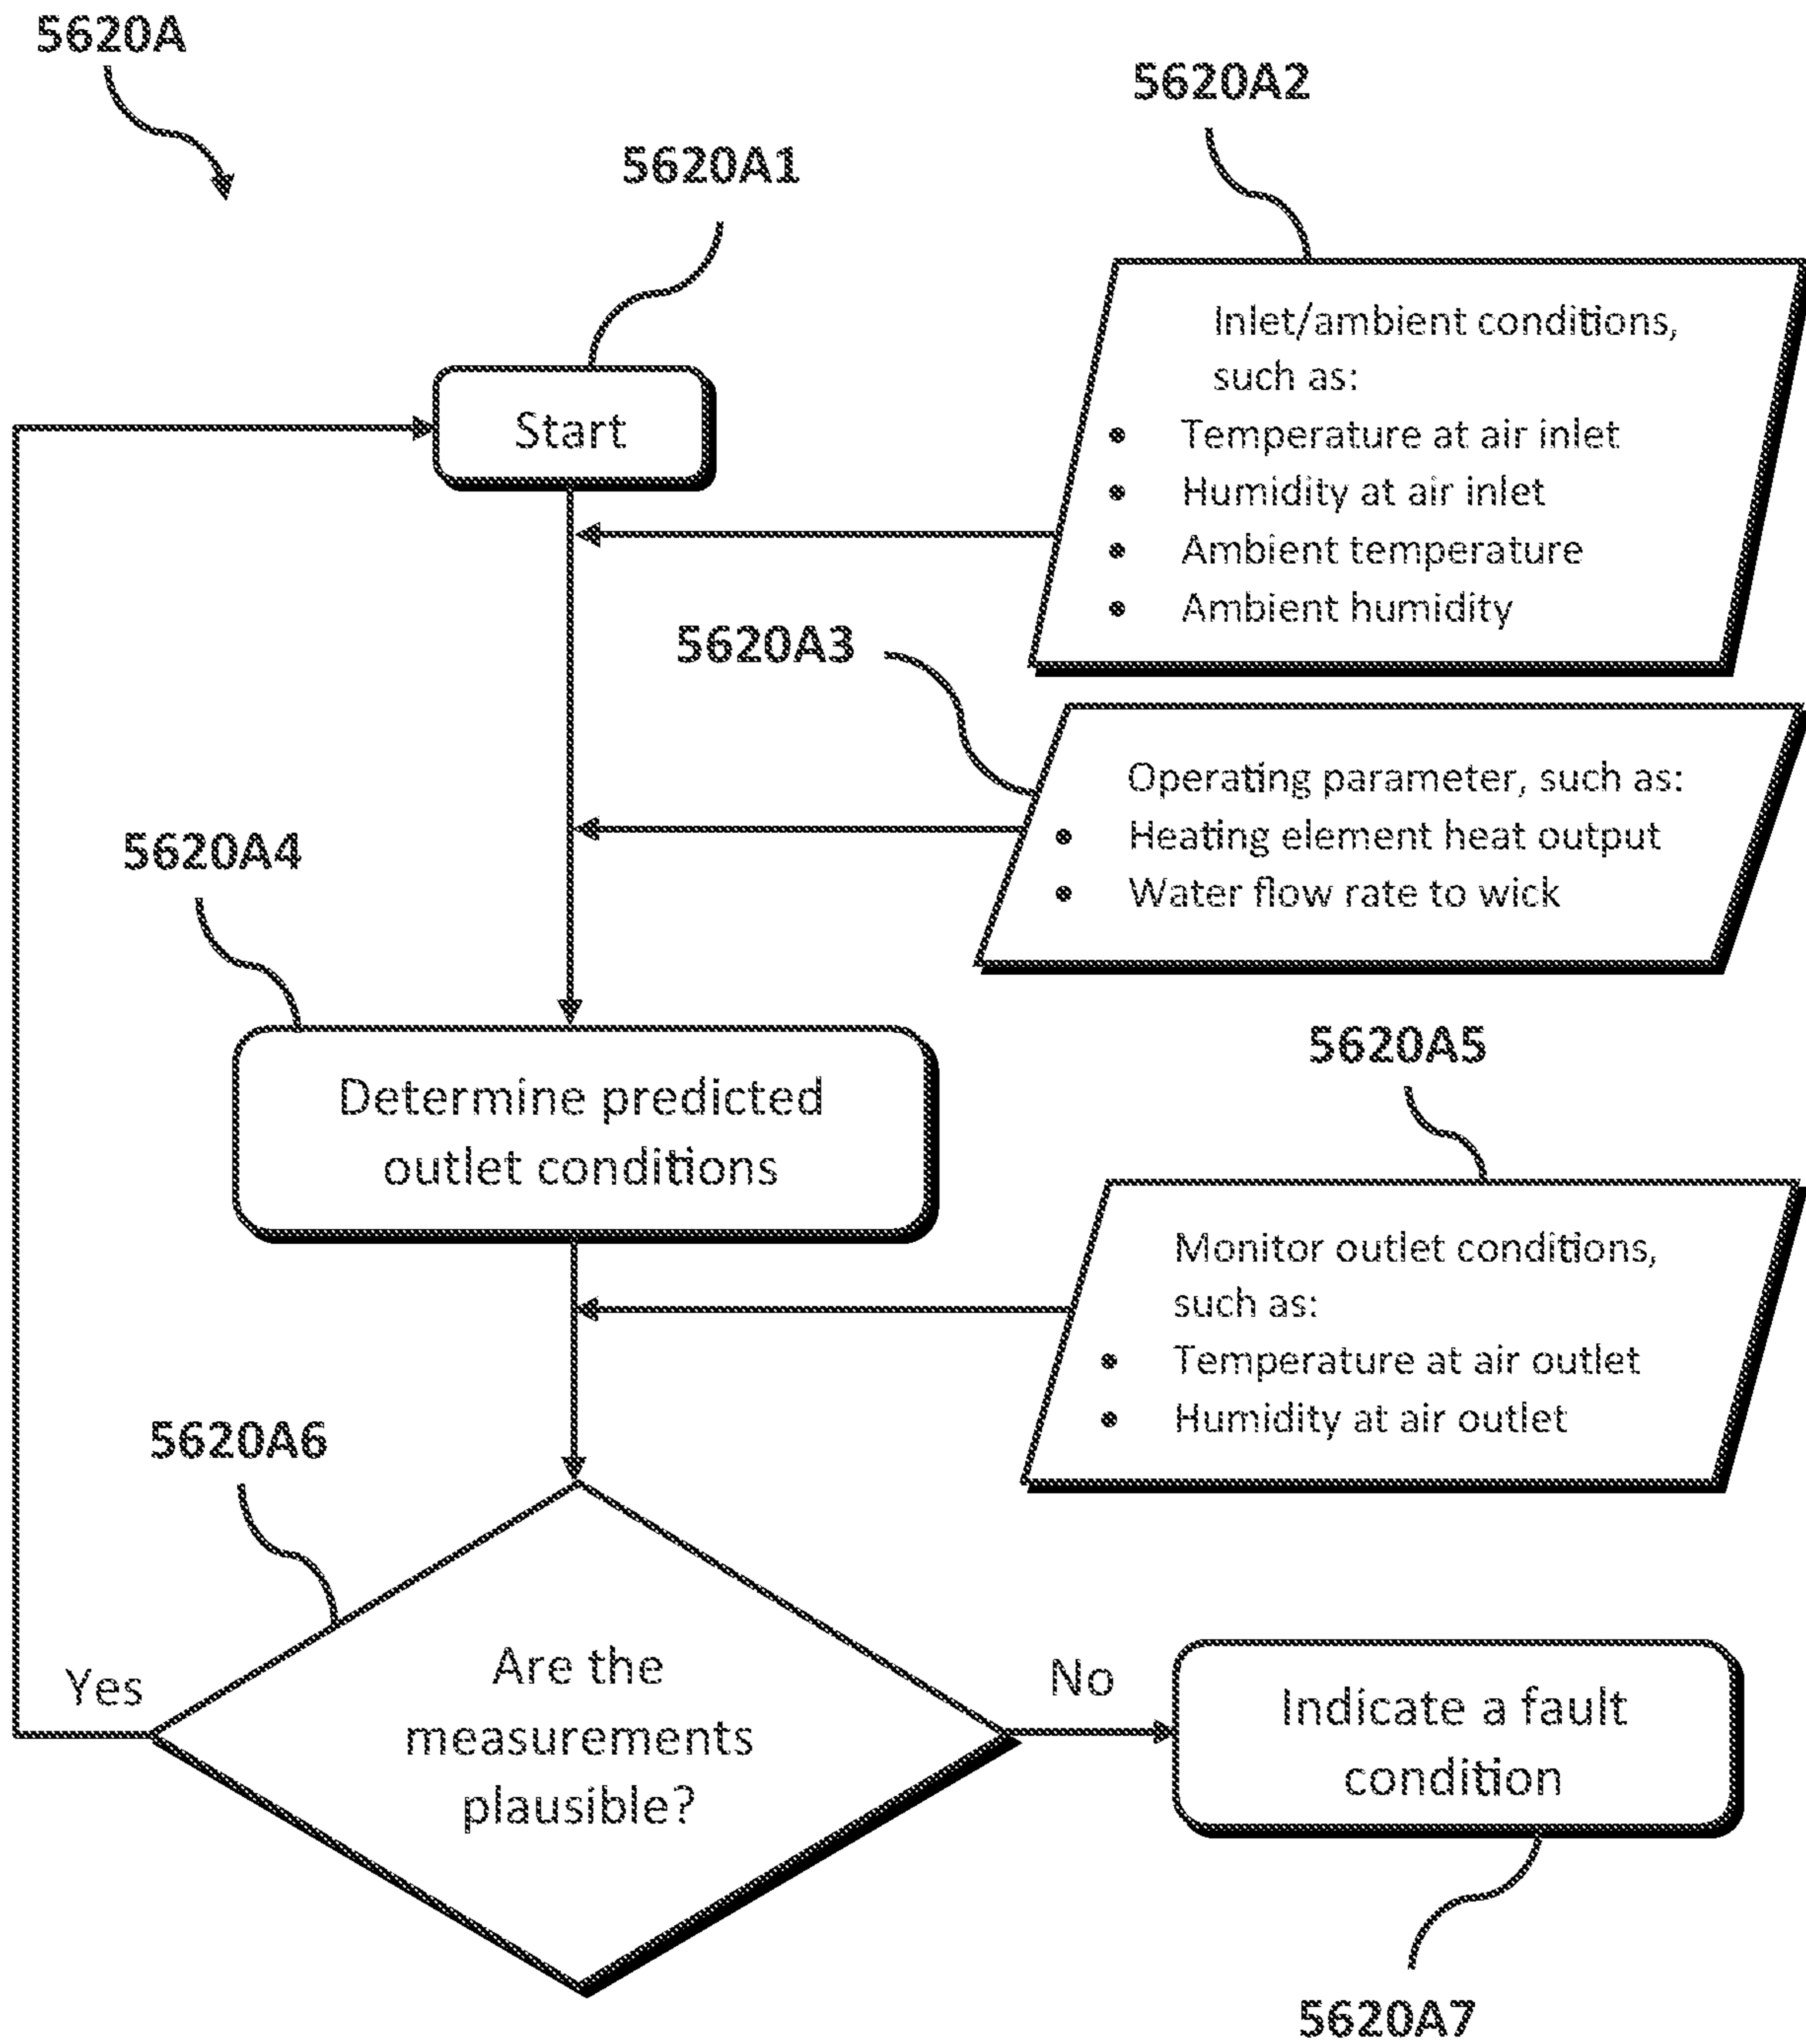 5620A
5620A2
5620A1
Inlet/ambient conditions,
such as:
Start
• Temperature at air inlet
• Humidity at air inlet
• Ambient temperature
• Ambient humidity
5620A3
Operating parameter, such as:
• Heating element heat output
• Water flow rate to wick
5620A4
5620A5
Determine predicted
outlet conditions
Monitor outlet conditions,
such as:
• Temperature at air outlet
• Humidity at air outlet
5620A6
Are the
measurements
plausible?
Yes
No
Indicate a fault
condition
5620A7